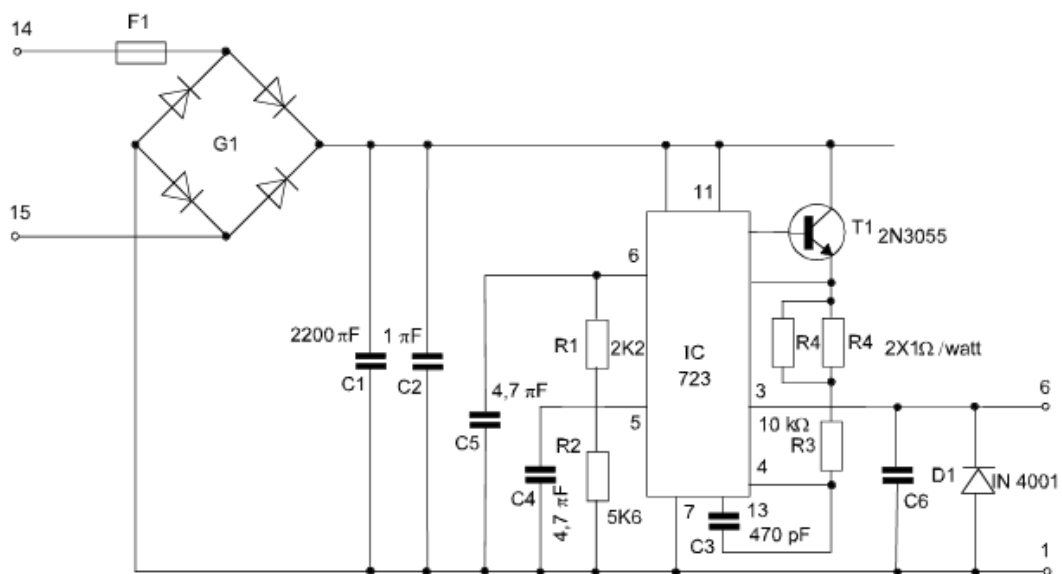 14
F1
G1
15
11
T1 2N3055
6
2200 πF
1 πF
C1
C2
R1
2K2
IC
723
R4
R4
2X1Ω /watt
4,7 πF
C5
5
3
6
10 kΩ
R3
R2
4
C4
4,7 πF
5K6
7
13
C3
470 pF
C6
D1
IN 4001
1